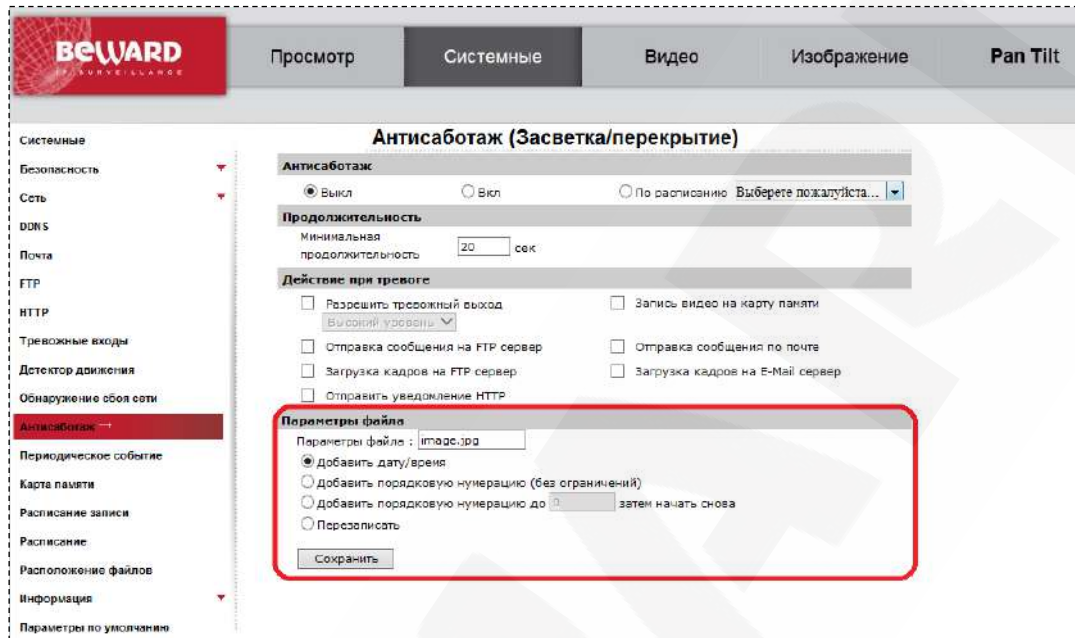 BEWARD
IP SURVEILLANCE
Просмотр
Системные
Видео
Изображение
Pan Tilt
Системные
Безопасность
Сеть
DDNS
Почта
FTP
HTTP
Тревожные входы
Детектор движения
Обнаружение сбоя сети
Антисаботаж →
Периодическое событие
Карта памяти
Расписание записи
Расписание
Расположение файлов
Информация
Параметры по умолчанию
Антисаботаж (Засветка/перекрытие)
Антисаботаж
Выкл
Вкл
По расписанию Выберете пожалуйста...
Продолжительность
Минимальная
продолжительность 20 сек
Действие при тревоге
Разрешить тревожный выход
Запись видео на карту памяти
Высокий уровень
Отправка сообщения на FTP сервер
Отправка сообщения по почте
Загрузка кадров на FTP сервер
Загрузка кадров на E-Mail сервер
Отправить уведомление HTTP
Параметры файла
Параметры файла : image.jpg
Добавить дату/время
Добавить порядковую нумерацию (без ограничений)
Добавить порядковую нумерацию до 0 затем начать снова
Перезаписать
Сохранить